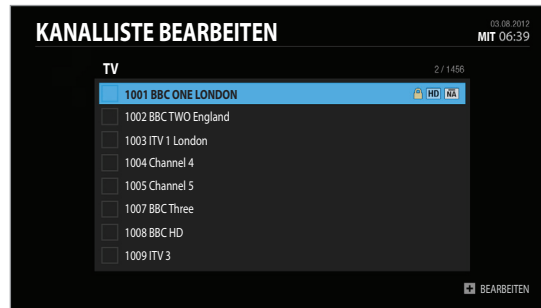 KANALLISTE BEARBEITEN
03.08.2012
MIT 06:39
TV 2 / 1456
1001 BBC ONE LONDON HD NA
1002 BBC TWO England
1003 ITV 1 London
1004 Channel 4
1005 Channel 5
1007 BBC Three
1008 BBC HD
1009 ITV 3
+ BEARBEITEN